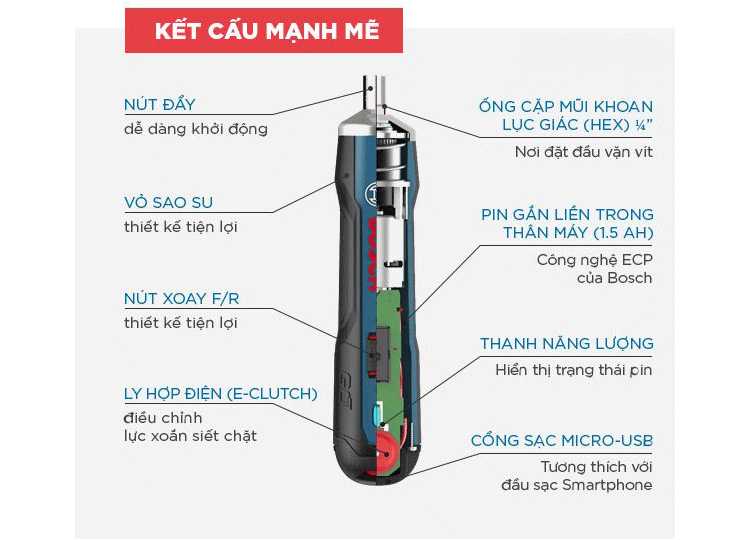 KẾT CẤU MẠNH MẼ
NÚT ĐẨY
dễ dàng khởi động
VỎ SAO SU
thiết kế tiện lợi
NÚT XOAY F/R
thiết kế tiện lợi
LY HỢP ĐIỆN (E-CLUTCH)
điều chỉnh
lực xoắn siết chặt
ỐNG CẶP MŨI KHOAN
LỤC GIÁC (HEX) ¼”
Nơi đặt đầu vặn vít
PIN GẮN LIỀN TRONG
THÂN MÁY (1.5 AH)
Công nghệ ECP
của Bosch
THANH NĂNG LƯỢNG
Hiển thị trạng thái pin
CỔNG SẠC MICRO-USB
Tương thích với
đầu sạc Smartphone